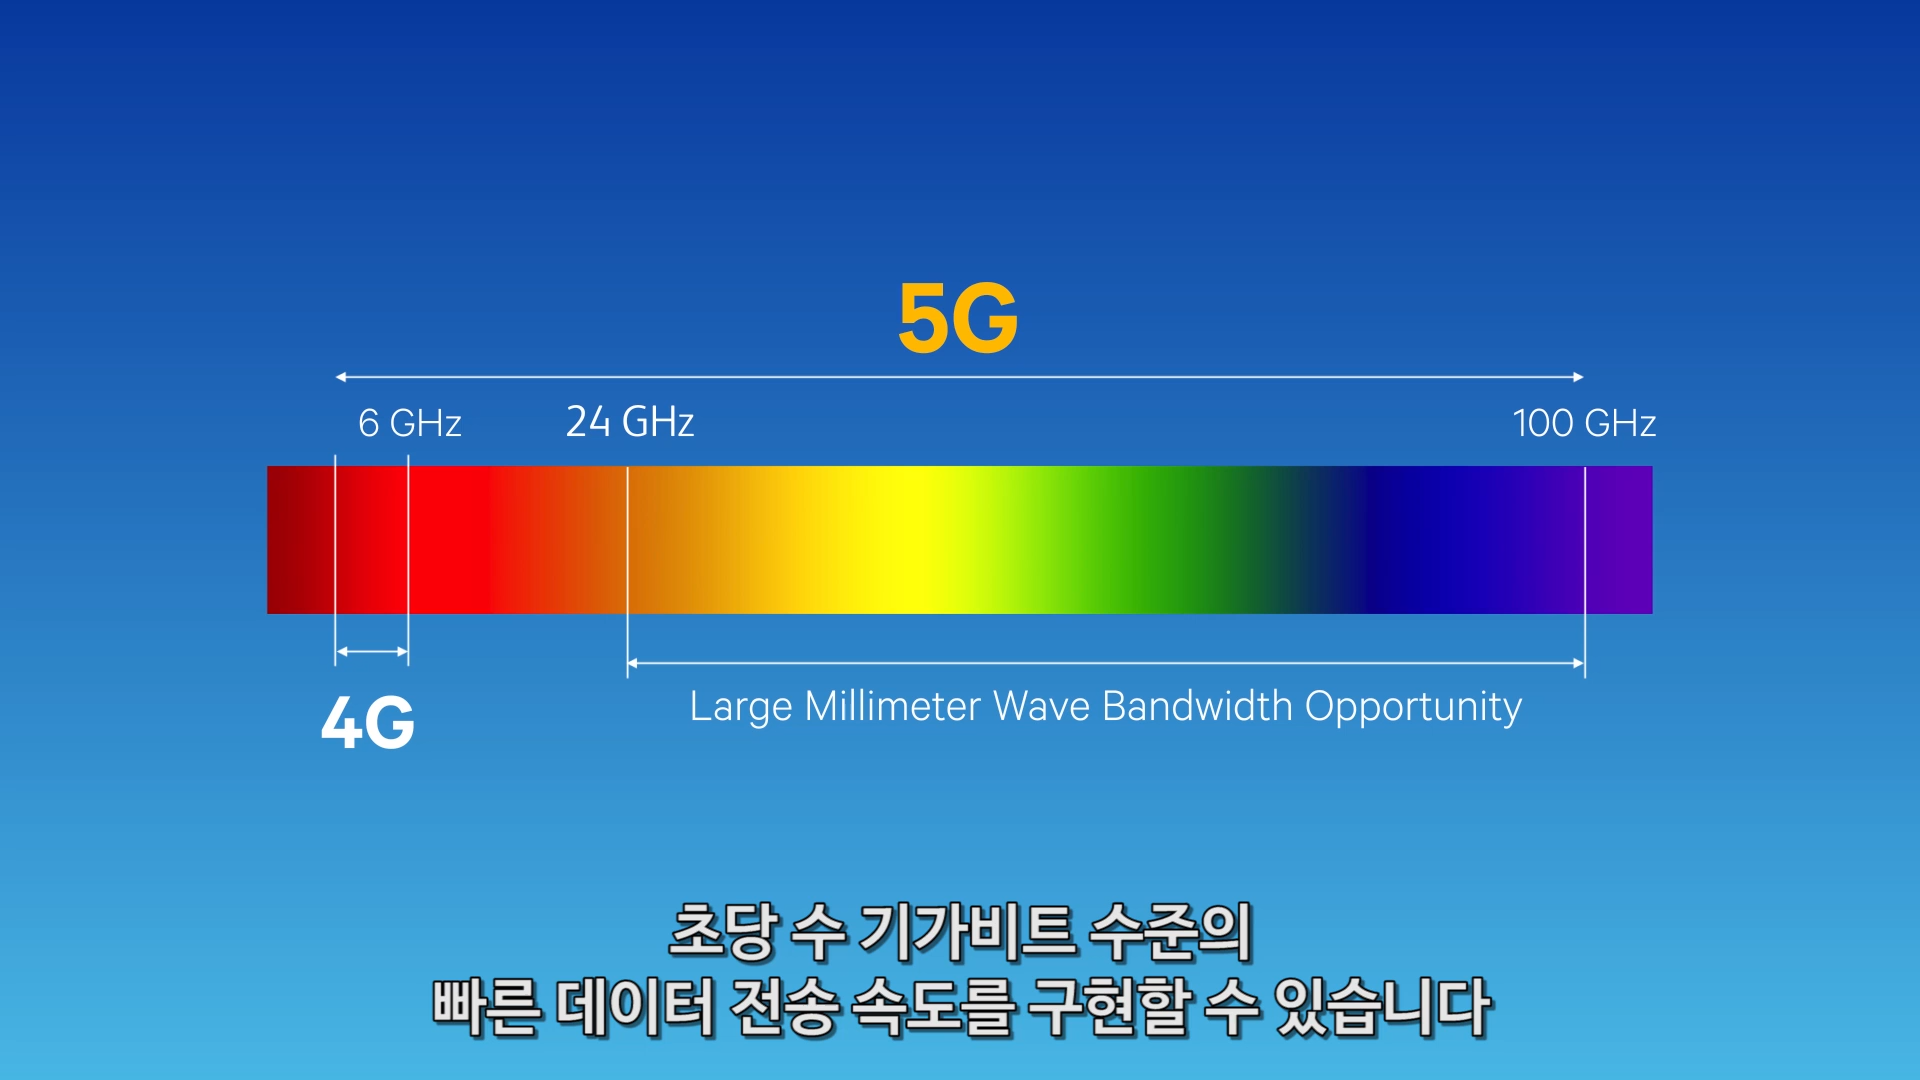 5G
6 GHz
24 GHz
100 GHz
4G
Large Millimeter Wave Bandwidth Opportunity
초당 수 기가비트 수준의
빠른 데이터 전송 속도를 구현할 수 있습니다